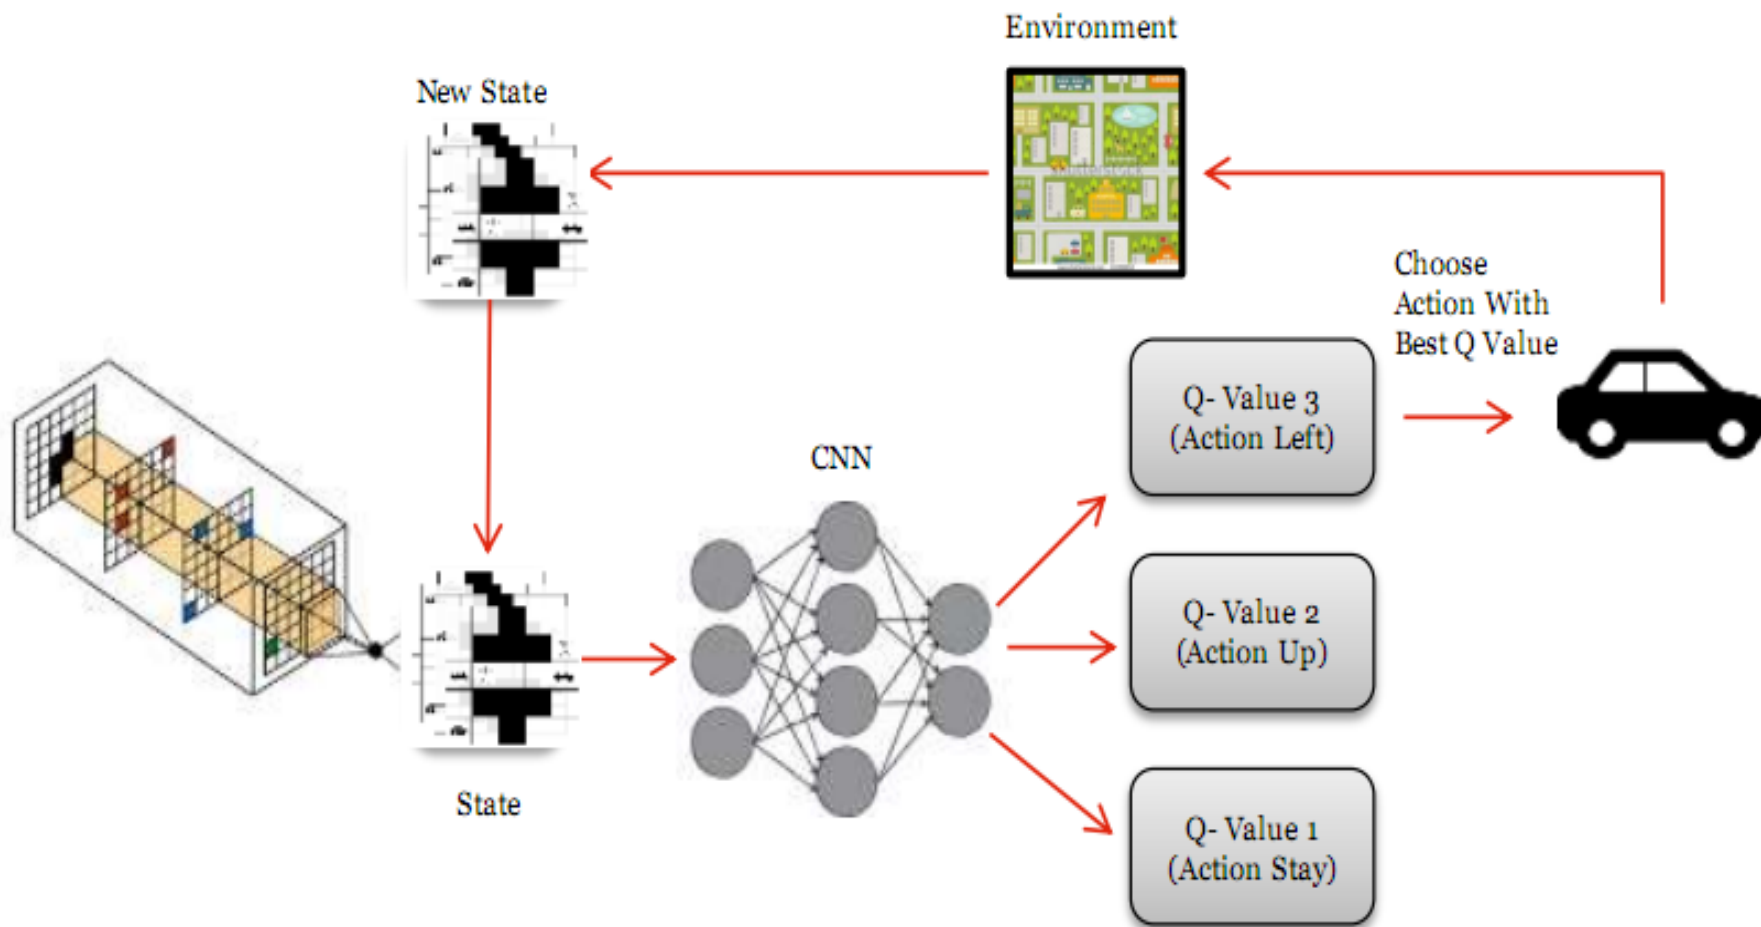 Environment
New State
Choose
Action With
Best Q Value
Q- Value 3
(Action Left)
CNN
Q- Value 2
(Action Up)
State
Q- Value 1
(Action Stay)